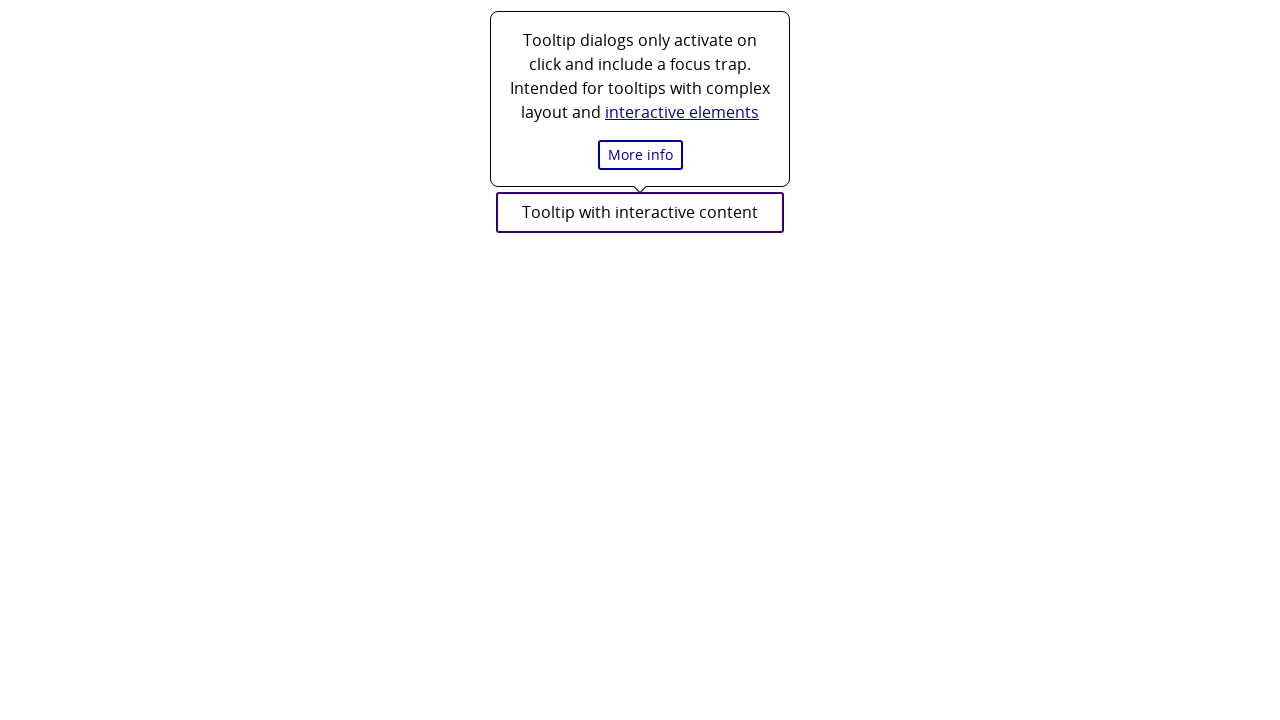 Tooltip dialogs only activate on
click and include a focus trap.
Intended for tooltips with complex
layout and interactive elements
More info
Tooltip with interactive content